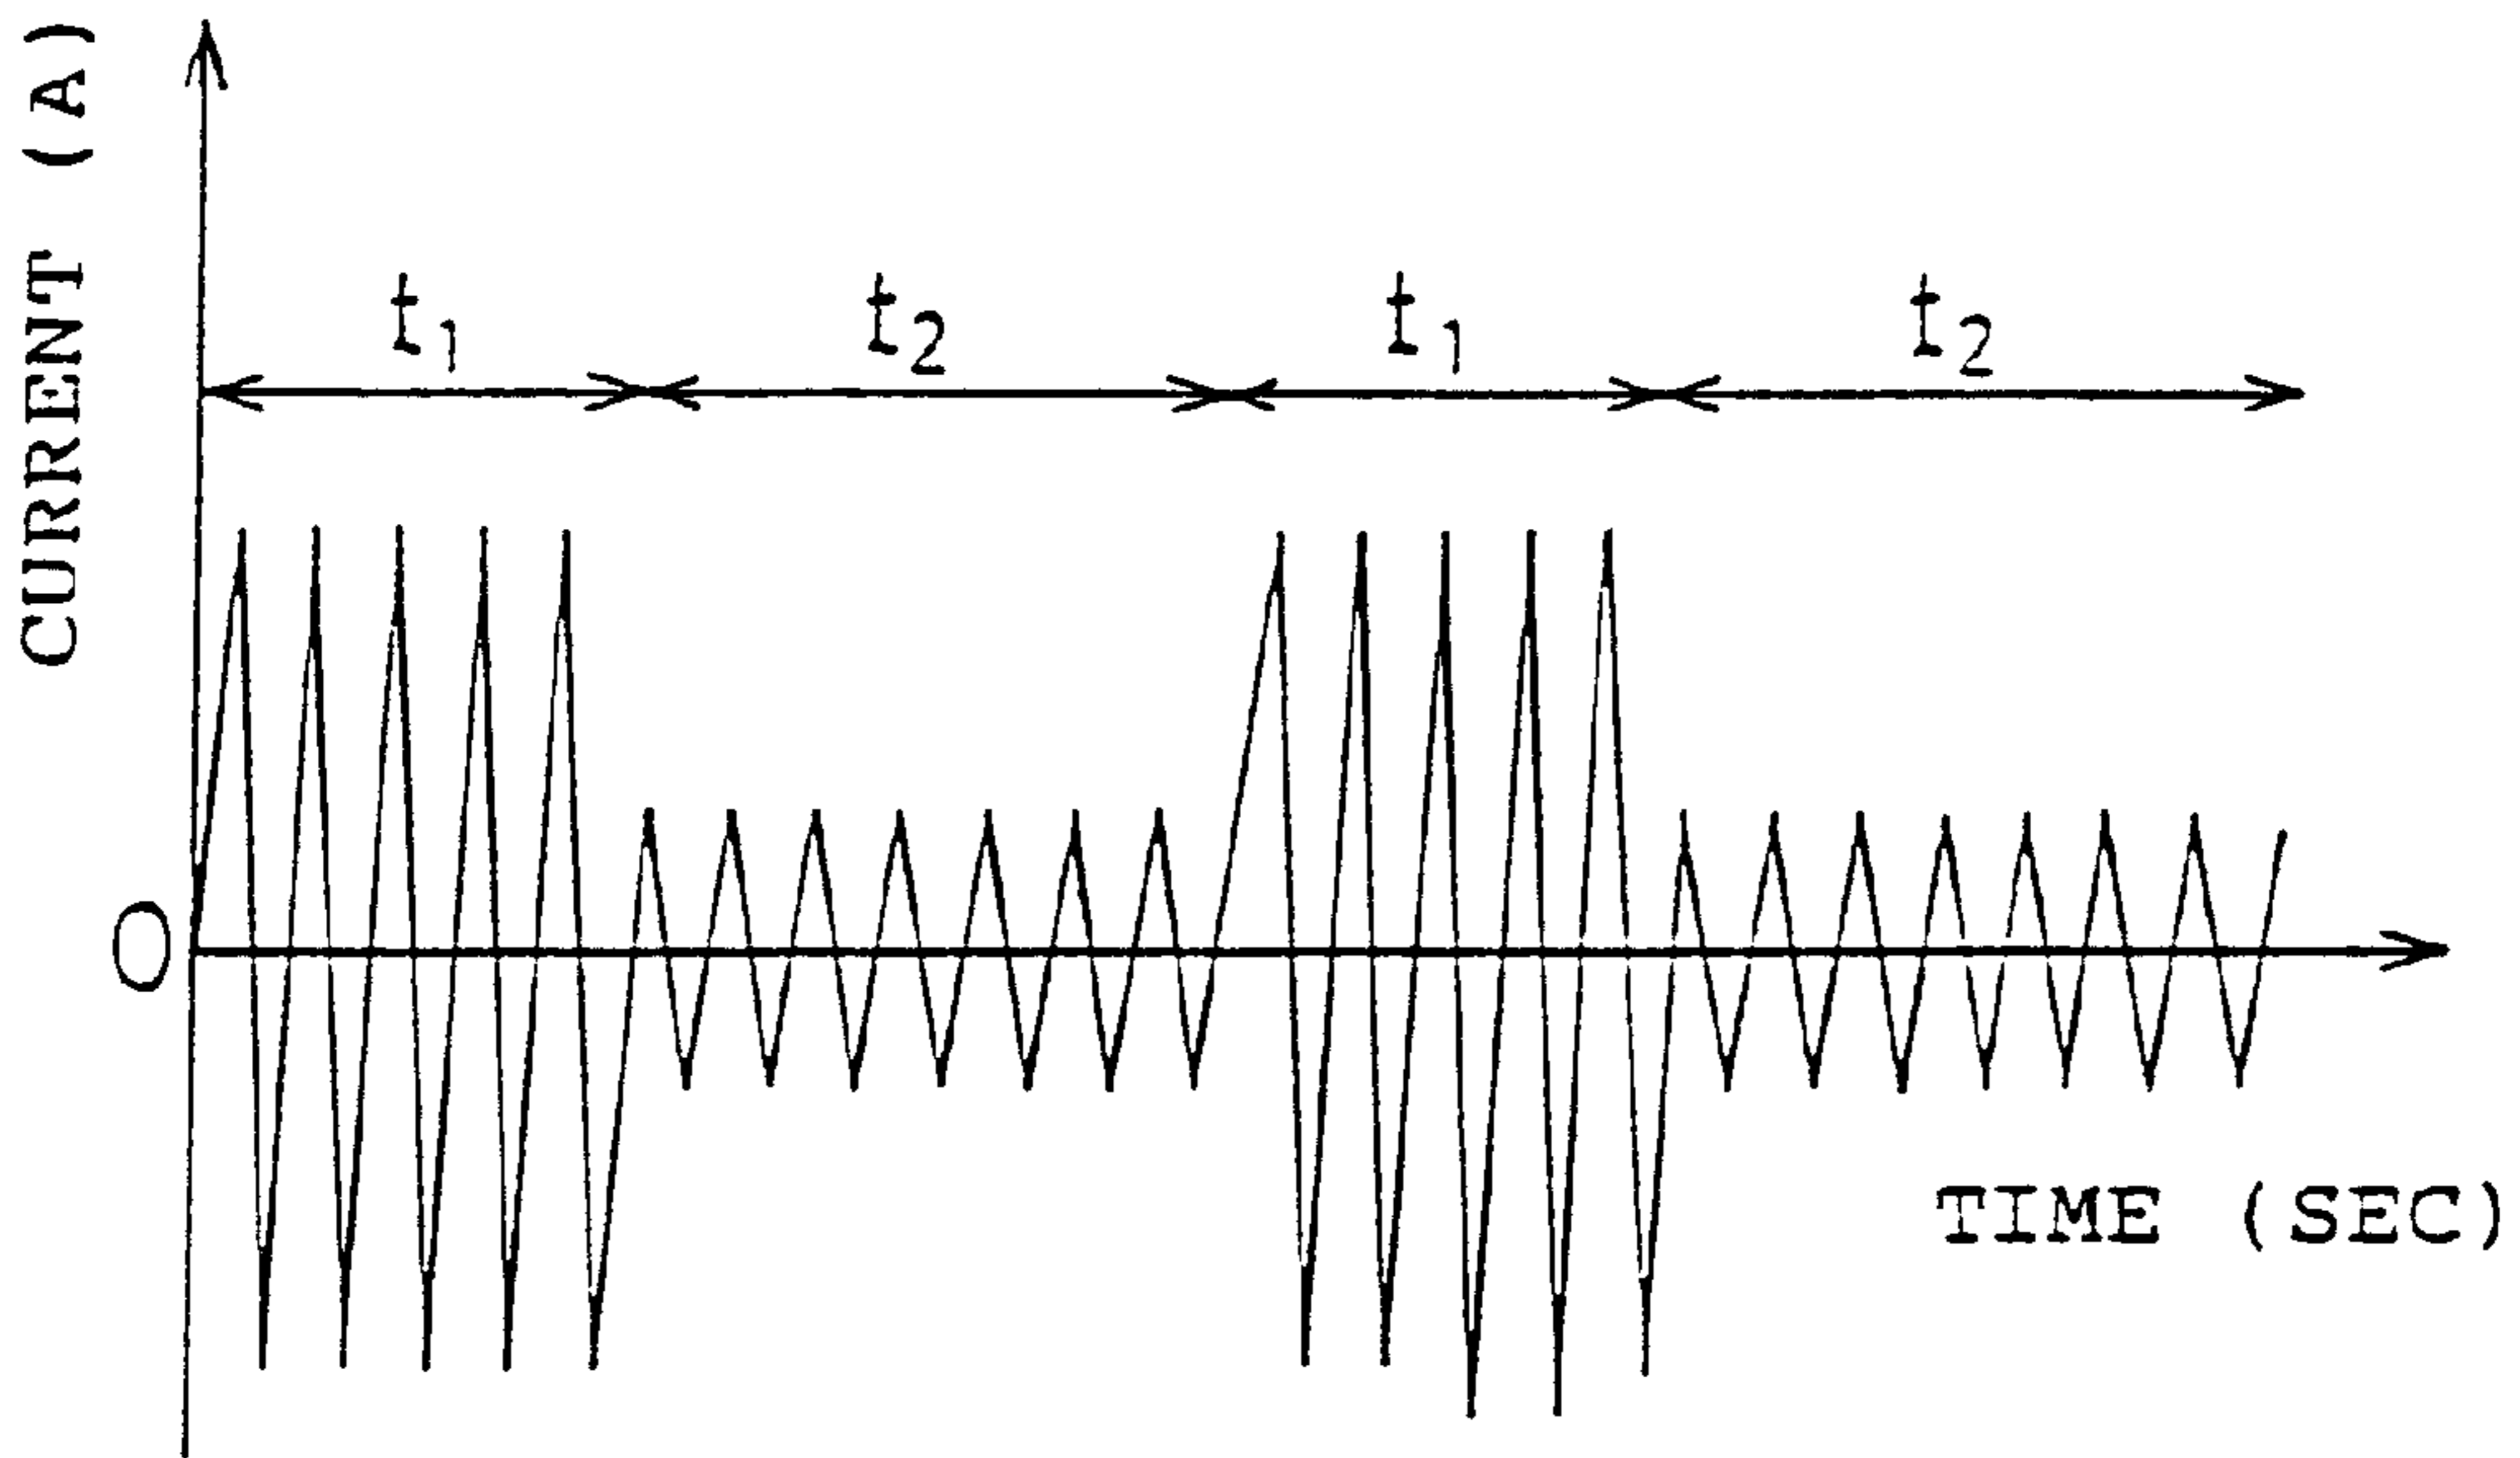 CURRENT (A)
t₁ t₂ t₁ t₂
O
TIME (SEC)